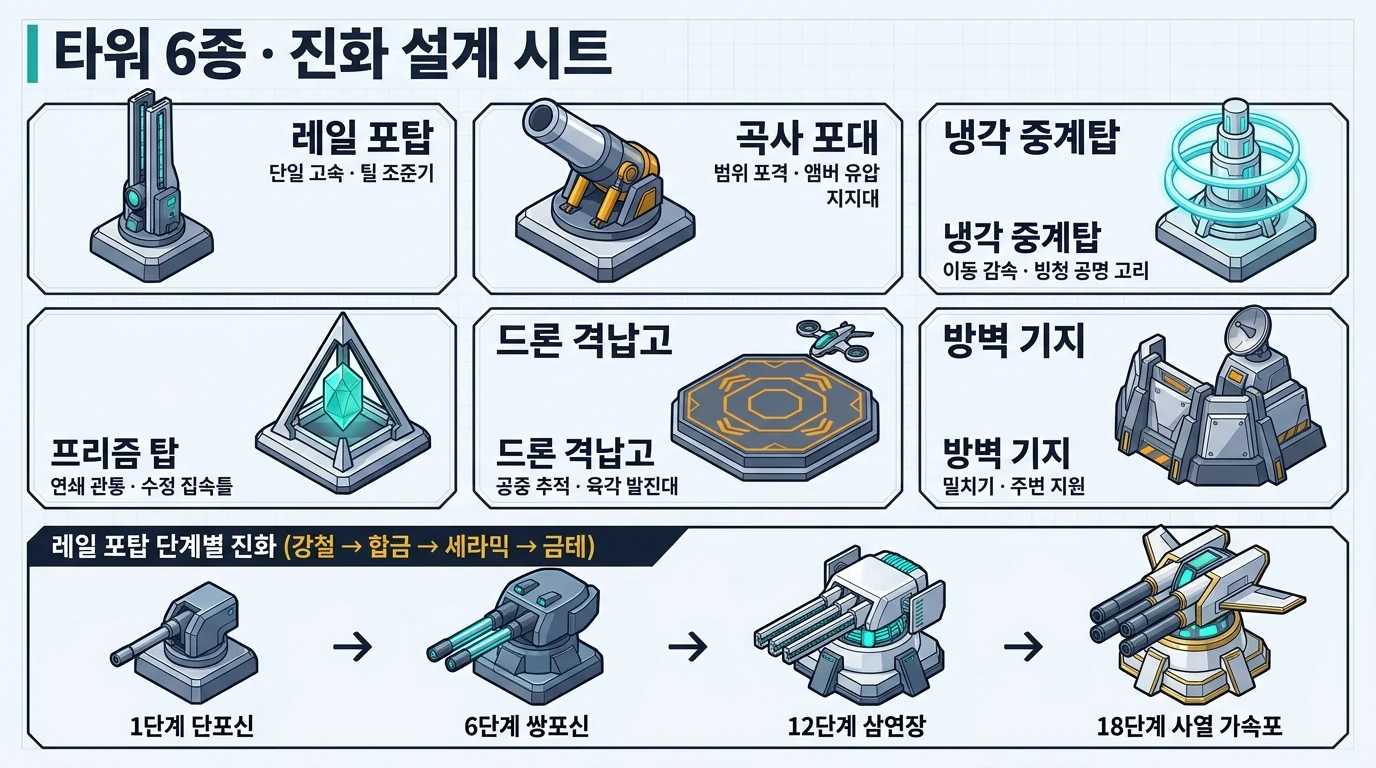 타워 6종 · 진화 설계 시트
레일 포탑
단일 고속 · 틸 조준기
곡사 포대
범위 포격 · 앰버 유압
지지대
냉각 중계탑
냉각 중계탑
이동 감속 · 빙청 공명 고리
프리즘 탑
연쇄 관통 · 수정 집속틀
드론 격납고
드론 격납고
공중 추적 · 육각 발진대
방벽 기지
방벽 기지
밀치기 · 주변 지원
레일 포탑 단계별 진화 (강철 → 합금 → 세라믹 → 금테)
1단계 단포신
6단계 쌍포신
12단계 삼연장
18단계 사열 가속포